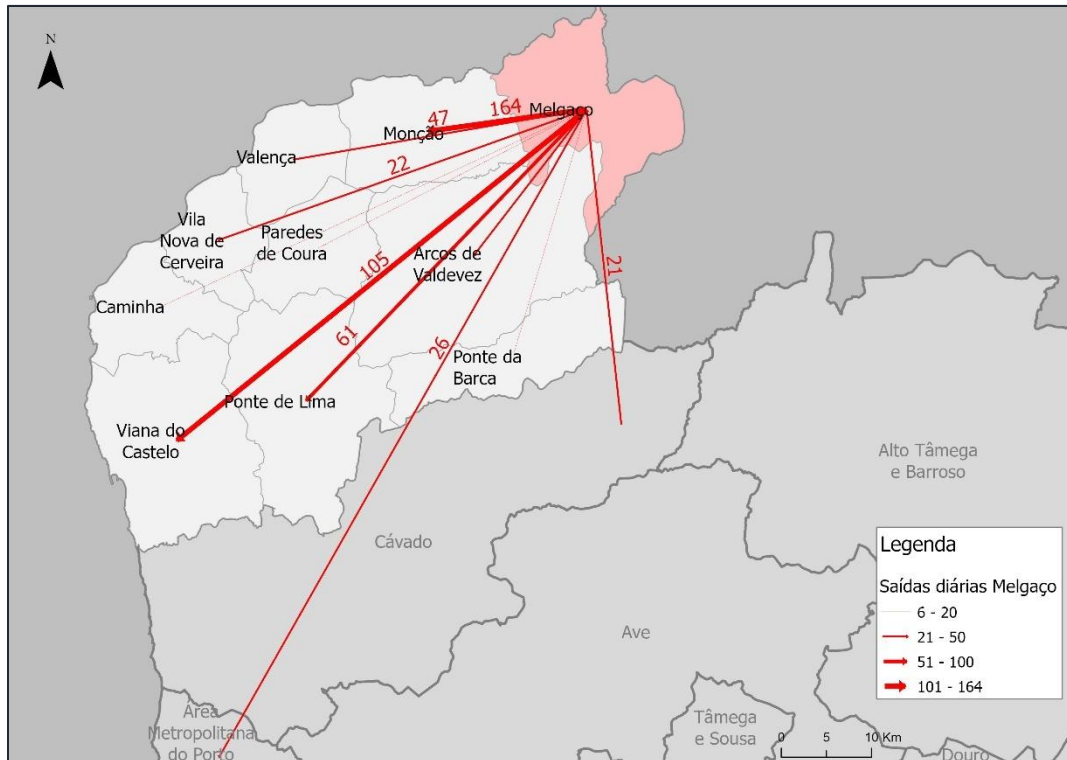 N
Melgaço
164
47
Monção
Valença
22
Vila
Nova de
Cerveira
Paredes
de Coura
Arcos de
Valdevez
105
21
Caminha
61
26
Ponte da
Barca
Ponte de Lima
Viana do
Castelo
Alto Tâmega
e Barroso
Cávado
Ave
Área
Metropolitana
do Porto
Tâmega
e Sousa
Douro
Legenda
Saídas diárias Melgaço
6 - 20
21 - 50
51 - 100
101 - 164
0 5 10 Km